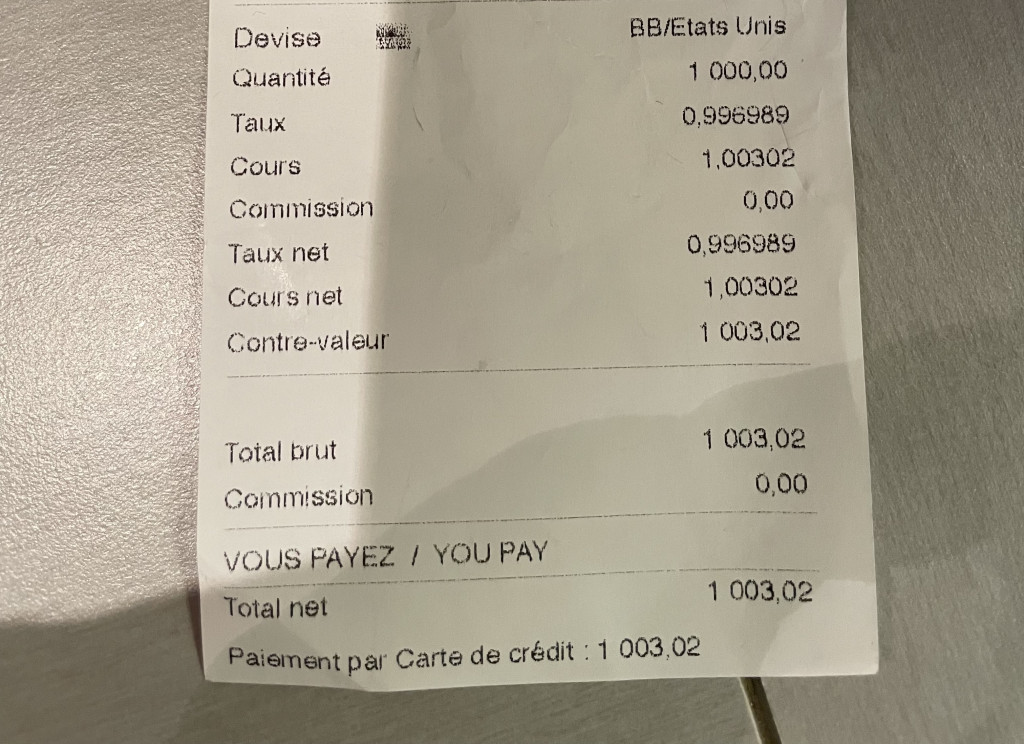 Devise BB/Etats Unis
Quantité 1 000,00
Taux 0,996989
Cours 1,00302
Commission 0,00
Taux net 0,996989
Cours net 1,00302
Contre-valeur 1 003,02
Total brut 1 003,02
Commission 0,00
VOUS PAYEZ / YOU PAY
Total net 1 003,02
Paiement par Carte de crédit : 1 003,02